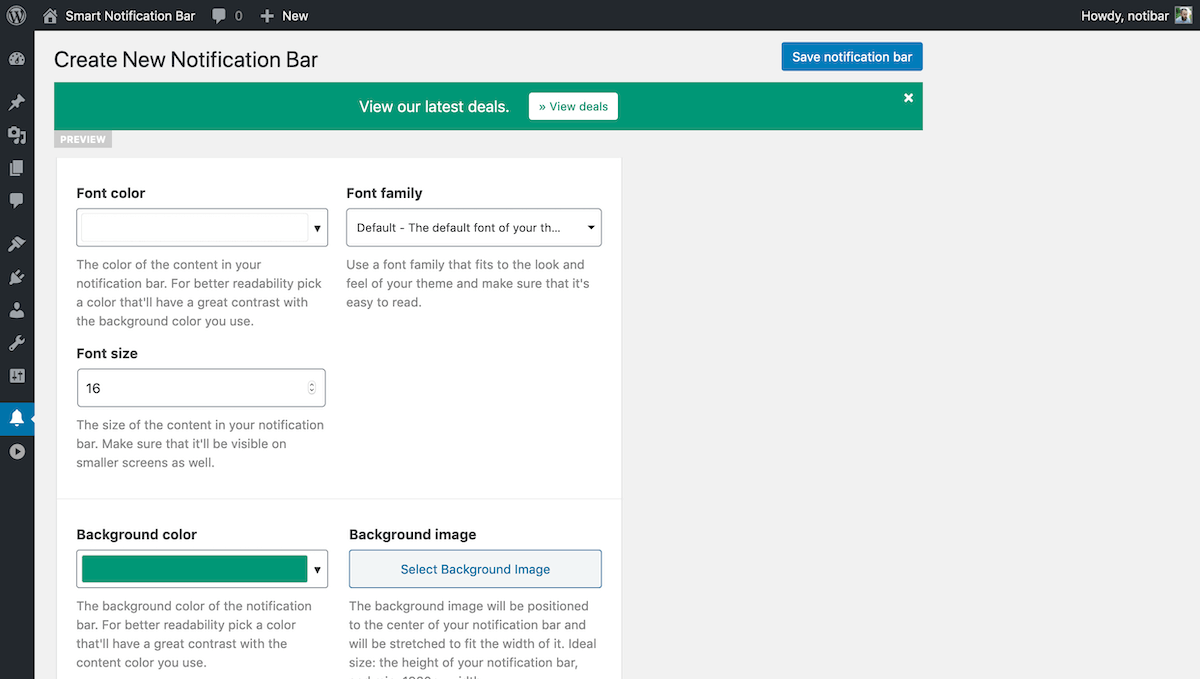 Smart Notification Bar 0 New Howdy, notibar
Create New Notification Bar
Save notification bar
View our latest deals. » View deals
PREVIEW
Font color
The color of the content in your
notification bar. For better readability pick
a color that'll have a great contrast with
the background color you use.
Font family
Default - The default font of your th...
Use a font family that fits to the look and
feel of your theme and make sure that it's
easy to read.
Font size
16
The size of the content in your notification
bar. Make sure that it'll be visible on
smaller screens as well.
Background color
The background color of the notification
bar. For better readability pick a color
that'll have a great contrast with the
content color you use.
Background image
Select Background Image
The background image will be positioned
to the center of your notification bar and
will be stretched to fit the width of it. Ideal
size: the height of your notification bar,